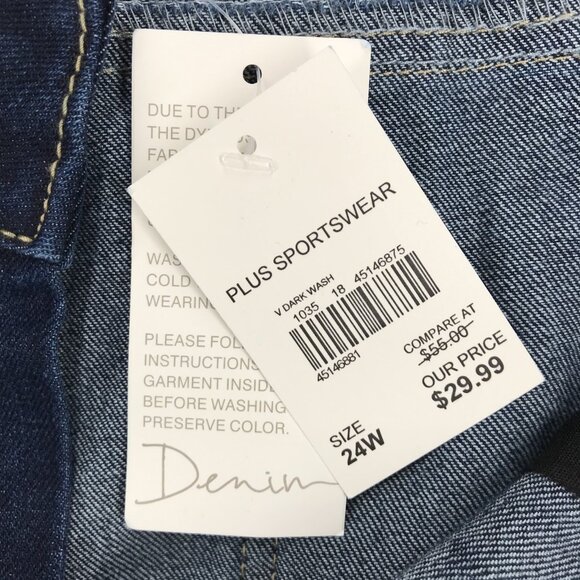 DUE TO TH
THE DY
FAB
WAS
COLD
WEARIN
PLEASE FOL
INSTRUCTIONS
GARMENT INSID
BEFORE WASHING
PRESERVE COLOR.
Denim
PLUS SPORTSWEAR
V DARK WASH
1035 18 45146875
45146881
COMPARE AT
$55.00
OUR PRICE
$29.99
SIZE
24W